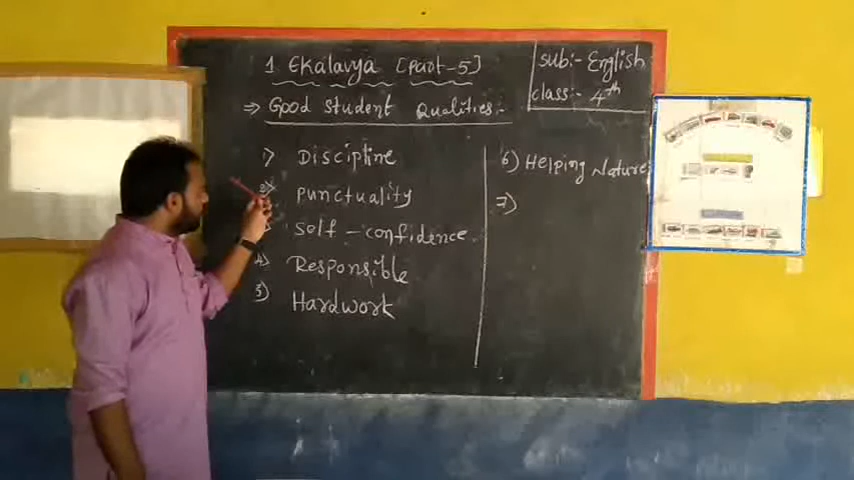 1 Ekalavya [Part-5]
sub:- English
class:- 4th
⇒ Good student Qualities:-
1) Discipline
2) Punctuality
self - confidence
4) Responsible
5) Hardwork
6) Helping Nature
7)